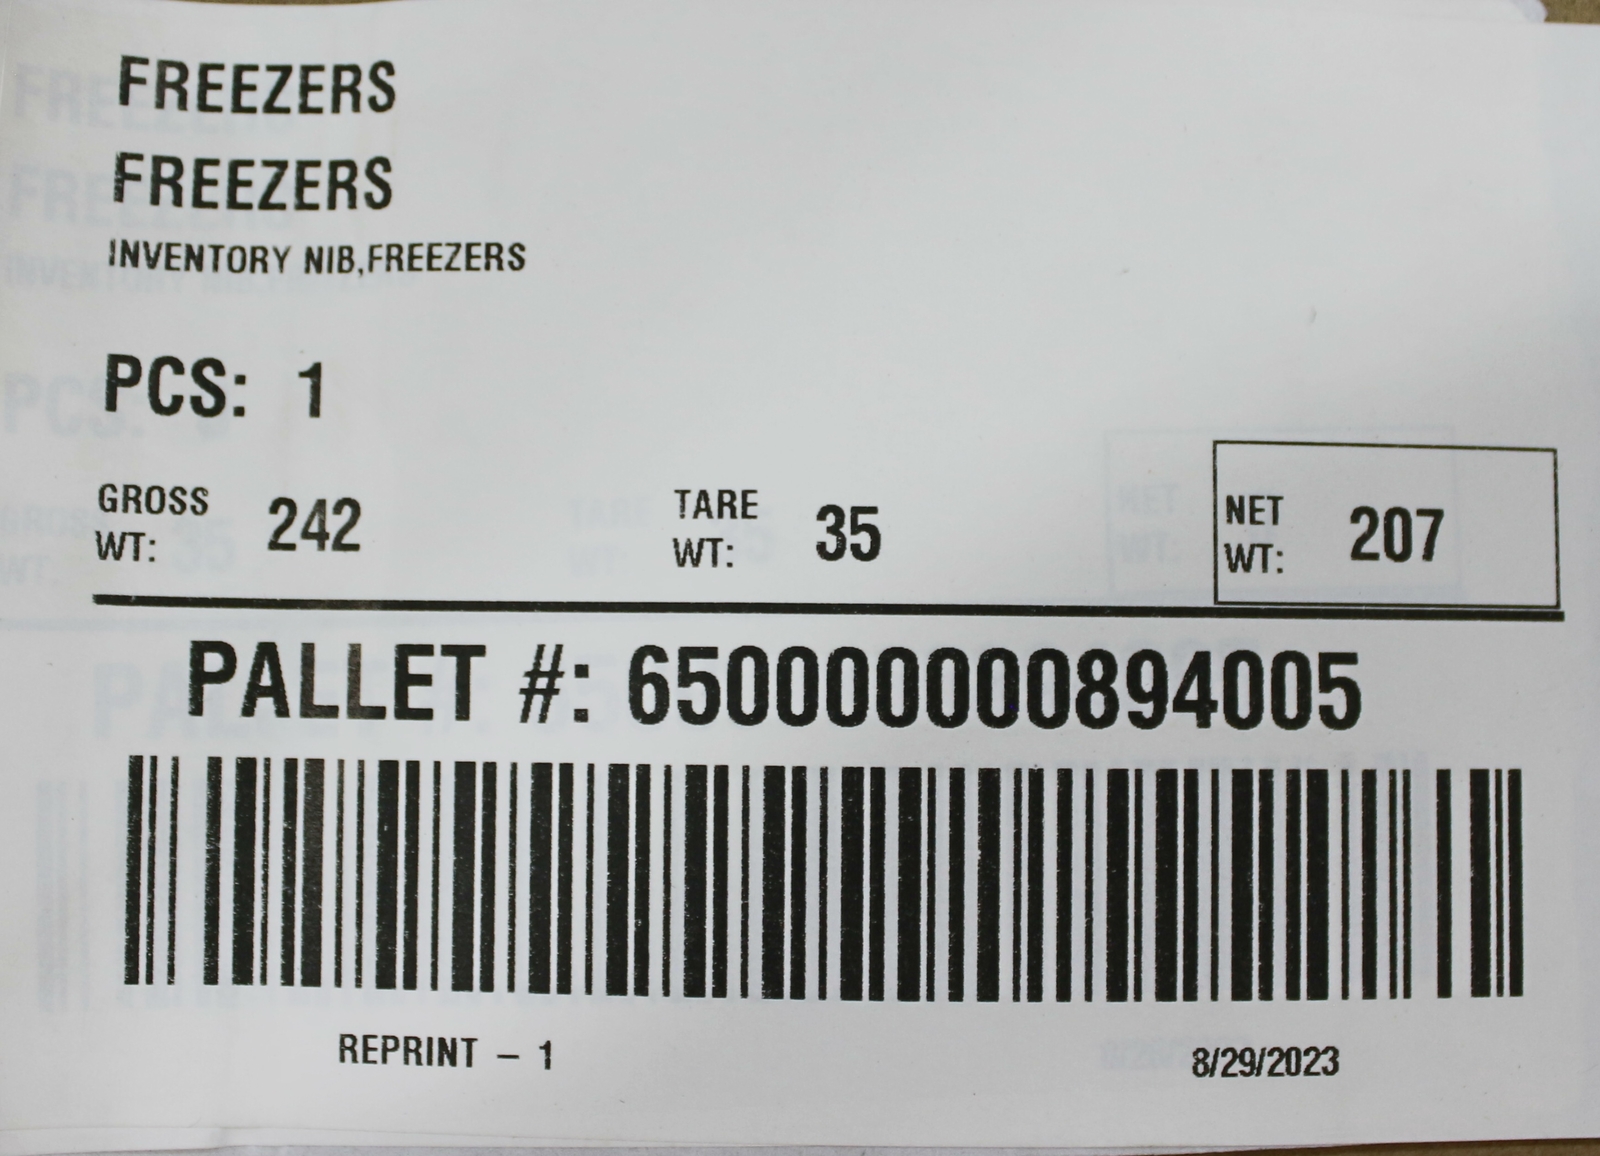 FREEZERS
FREEZERS
INVENTORY NIB,FREEZERS
PCS: 1
GROSS WT: 242 TARE WT: 35 NET WT: 207
PALLET #: 650000000894005
REPRINT – 1 8/29/2023